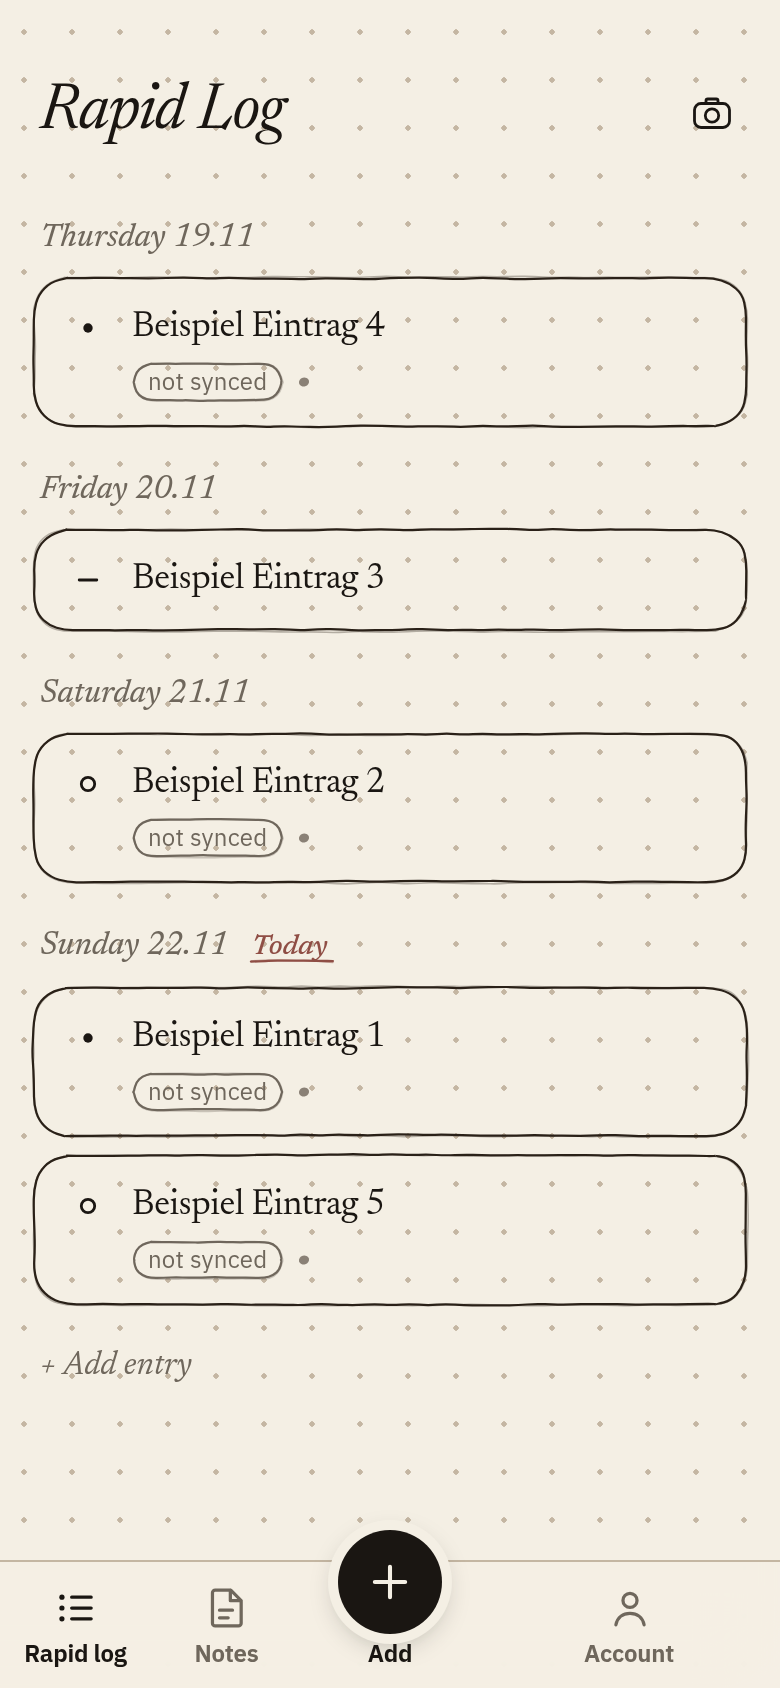 Rapid Log
Thursday 19.11
Beispiel Eintrag 4
not synced
Friday 20.11
Beispiel Eintrag 3
Saturday 21.11
Beispiel Eintrag 2
not synced
Sunday 22.11 Today
Beispiel Eintrag 1
not synced
Beispiel Eintrag 5
not synced
+ Add entry
Rapid log Notes Add Account